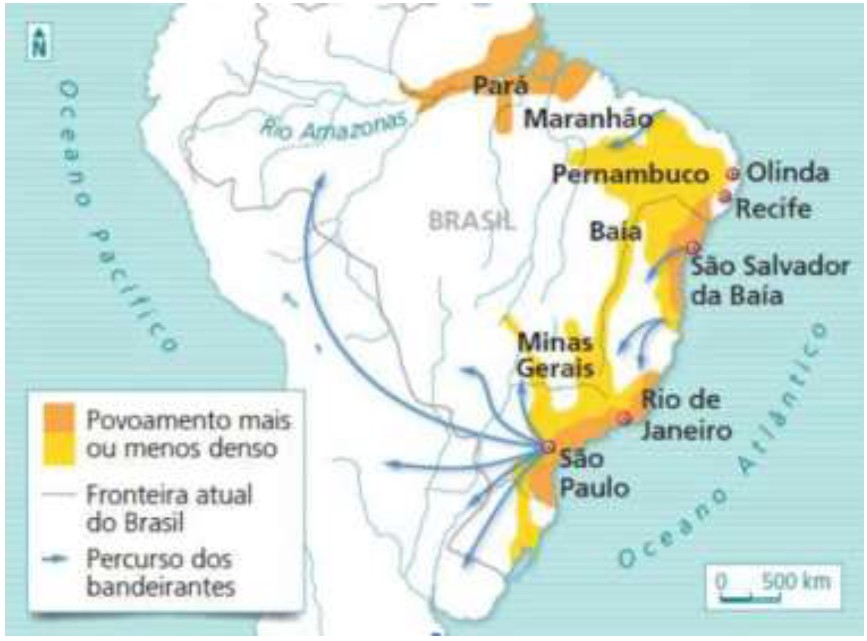 N
Oceano Pacífico
Pará
Maranhão
Rio Amazonas
Pernambuco
Olinda
Recife
BRASIL
Baía
São Salvador
da Baía
Minas
Gerais
Rio de
Janeiro
São
Paulo
Oceano Atlântico
Povoamento mais
ou menos denso
Fronteira atual
do Brasil
Percurso dos
bandeirantes
0 500 km